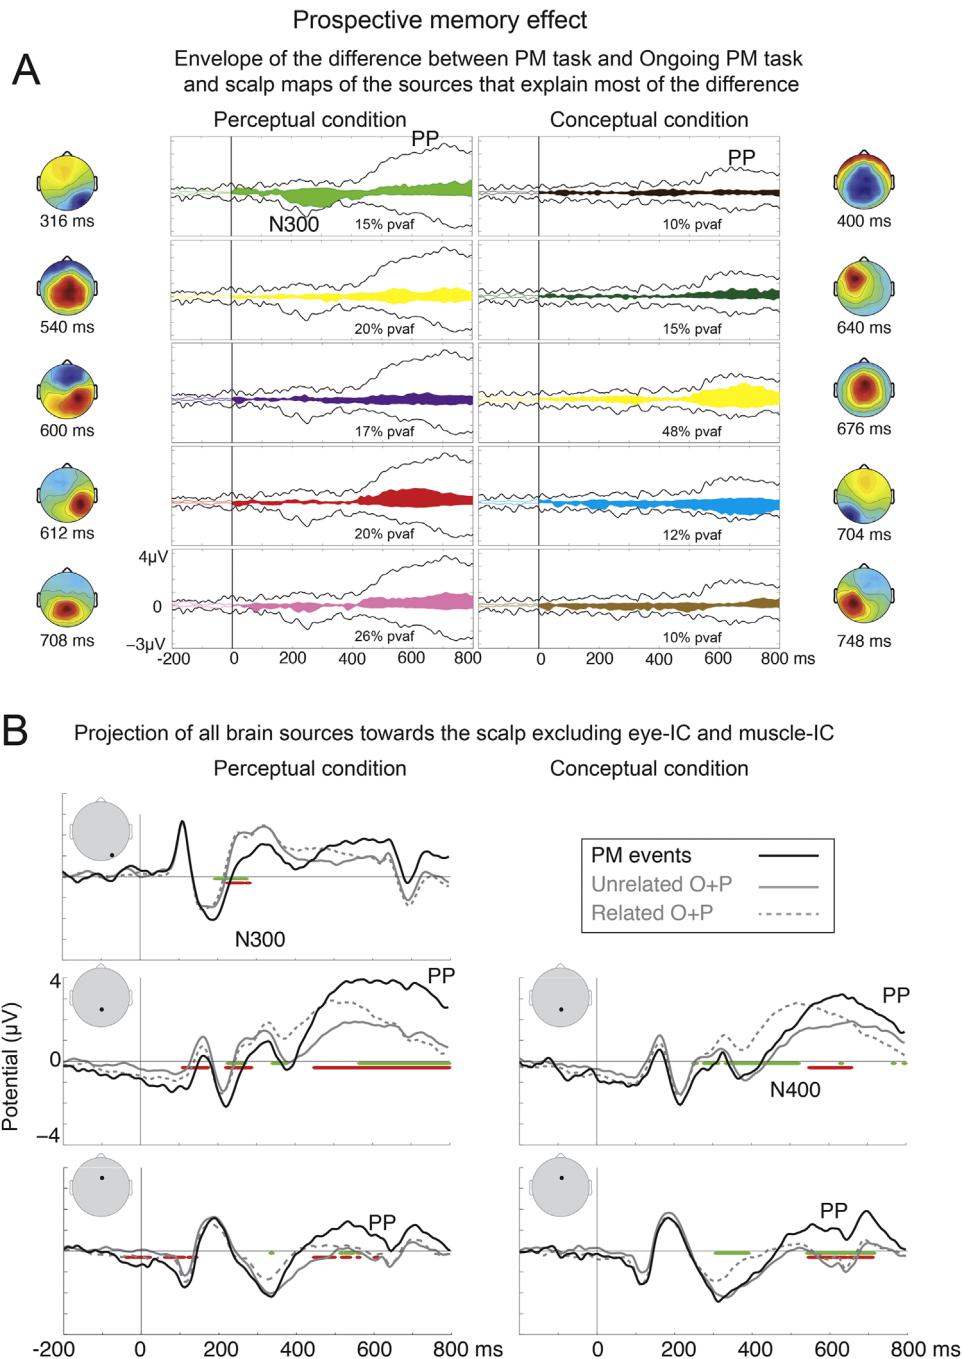 Prospective memory effect
A
Envelope of the difference between PM task and Ongoing PM task
and scalp maps of the sources that explain most of the difference
Perceptual condition
Conceptual condition
PP
PP
N300
316 ms
15% pvaf
10% pvaf
400 ms
540 ms
20% pvaf
15% pvaf
640 ms
600 ms
17% pvaf
48% pvaf
676 ms
612 ms
20% pvaf
12% pvaf
704 ms
4µV
0
−3µV
708 ms
26% pvaf
10% pvaf
748 ms
-200 0 200 400 600 800 0 200 400 600 800 ms
B
Projection of all brain sources towards the scalp excluding eye-IC and muscle-IC
Perceptual condition
Conceptual condition
PM events
Unrelated O+P
Related O+P
N300
Potential (µV)
4
0
−4
PP
PP
N400
PP
PP
-200 0 200 400 600 800 ms 0 200 400 600 800 ms